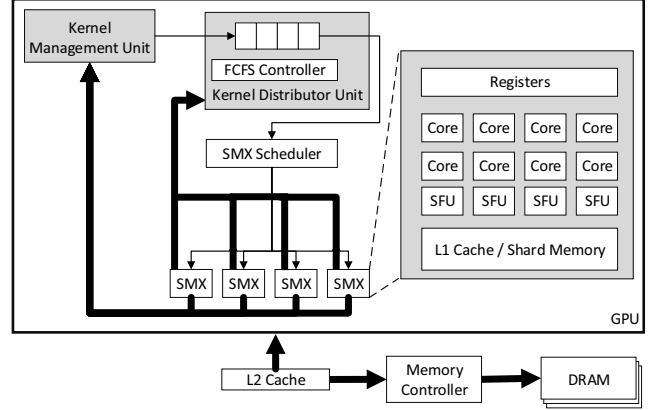 Kernel
Management Unit
FCFS Controller
Kernel Distributor Unit
SMX Scheduler
SMX SMX SMX SMX
Registers
Core Core Core Core
Core Core Core Core
SFU SFU SFU SFU
L1 Cache / Shard Memory
GPU
L2 Cache
Memory
Controller
DRAM